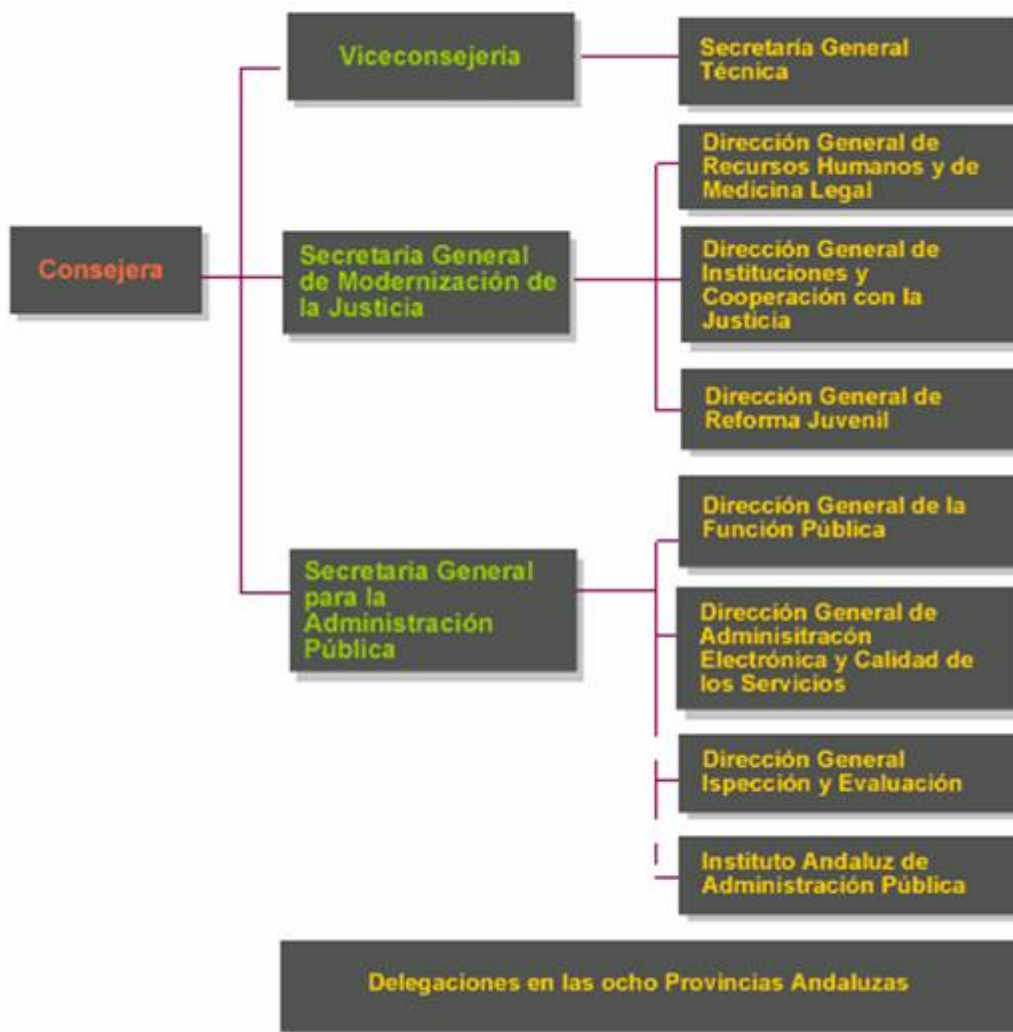 Viceconsejería
Secretaría General
Técnica
Dirección General de
Recursos Humanos y de
Medicina Legal
Consejera
Secretaría General
de Modernización de
la Justicia
Dirección General de
Instituciones y
Cooperación con la
Justicia
Dirección General de
Reforma Juvenil
Dirección General de la
Función Pública
Secretaría General
para la
Administración
Pública
Dirección General de
Adminisitracón
Electrónica y Calidad de
los Servicios
Dirección General
Ispección y Evaluación
Instituto Andaluz de
Administración Pública
Delegaciones en las ocho Provincias Andaluzas